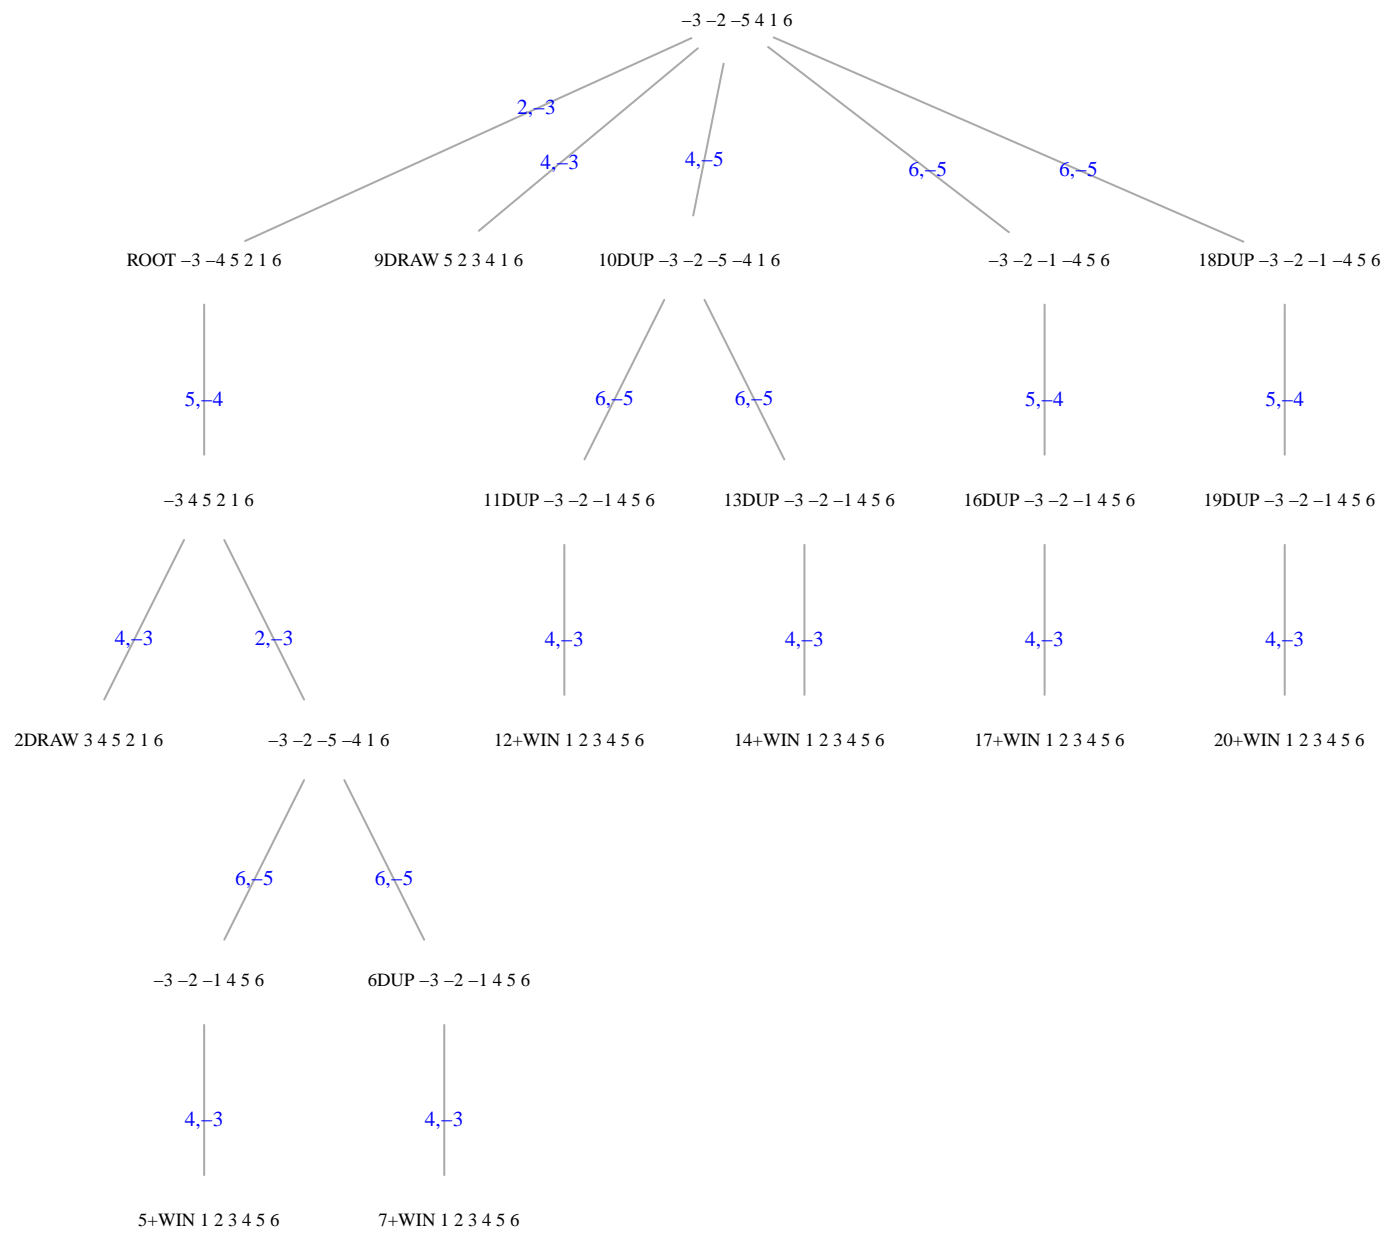 –3 –2 –5 4 1 6
2,–3
4,–3
4,–5
6,–5
6,–5
ROOT –3 –4 5 2 1 6
9DRAW 5 2 3 4 1 6
10DUP –3 –2 –5 –4 1 6
–3 –2 –1 –4 5 6
18DUP –3 –2 –1 –4 5 6
5,–4
6,–5
6,–5
5,–4
5,–4
–3 4 5 2 1 6
11DUP –3 –2 –1 4 5 6
13DUP –3 –2 –1 4 5 6
16DUP –3 –2 –1 4 5 6
19DUP –3 –2 –1 4 5 6
4,–3
2,–3
4,–3
4,–3
4,–3
4,–3
2DRAW 3 4 5 2 1 6
–3 –2 –5 –4 1 6
12+WIN 1 2 3 4 5 6
14+WIN 1 2 3 4 5 6
17+WIN 1 2 3 4 5 6
20+WIN 1 2 3 4 5 6
6,–5
6,–5
–3 –2 –1 4 5 6
6DUP –3 –2 –1 4 5 6
4,–3
4,–3
5+WIN 1 2 3 4 5 6
7+WIN 1 2 3 4 5 6